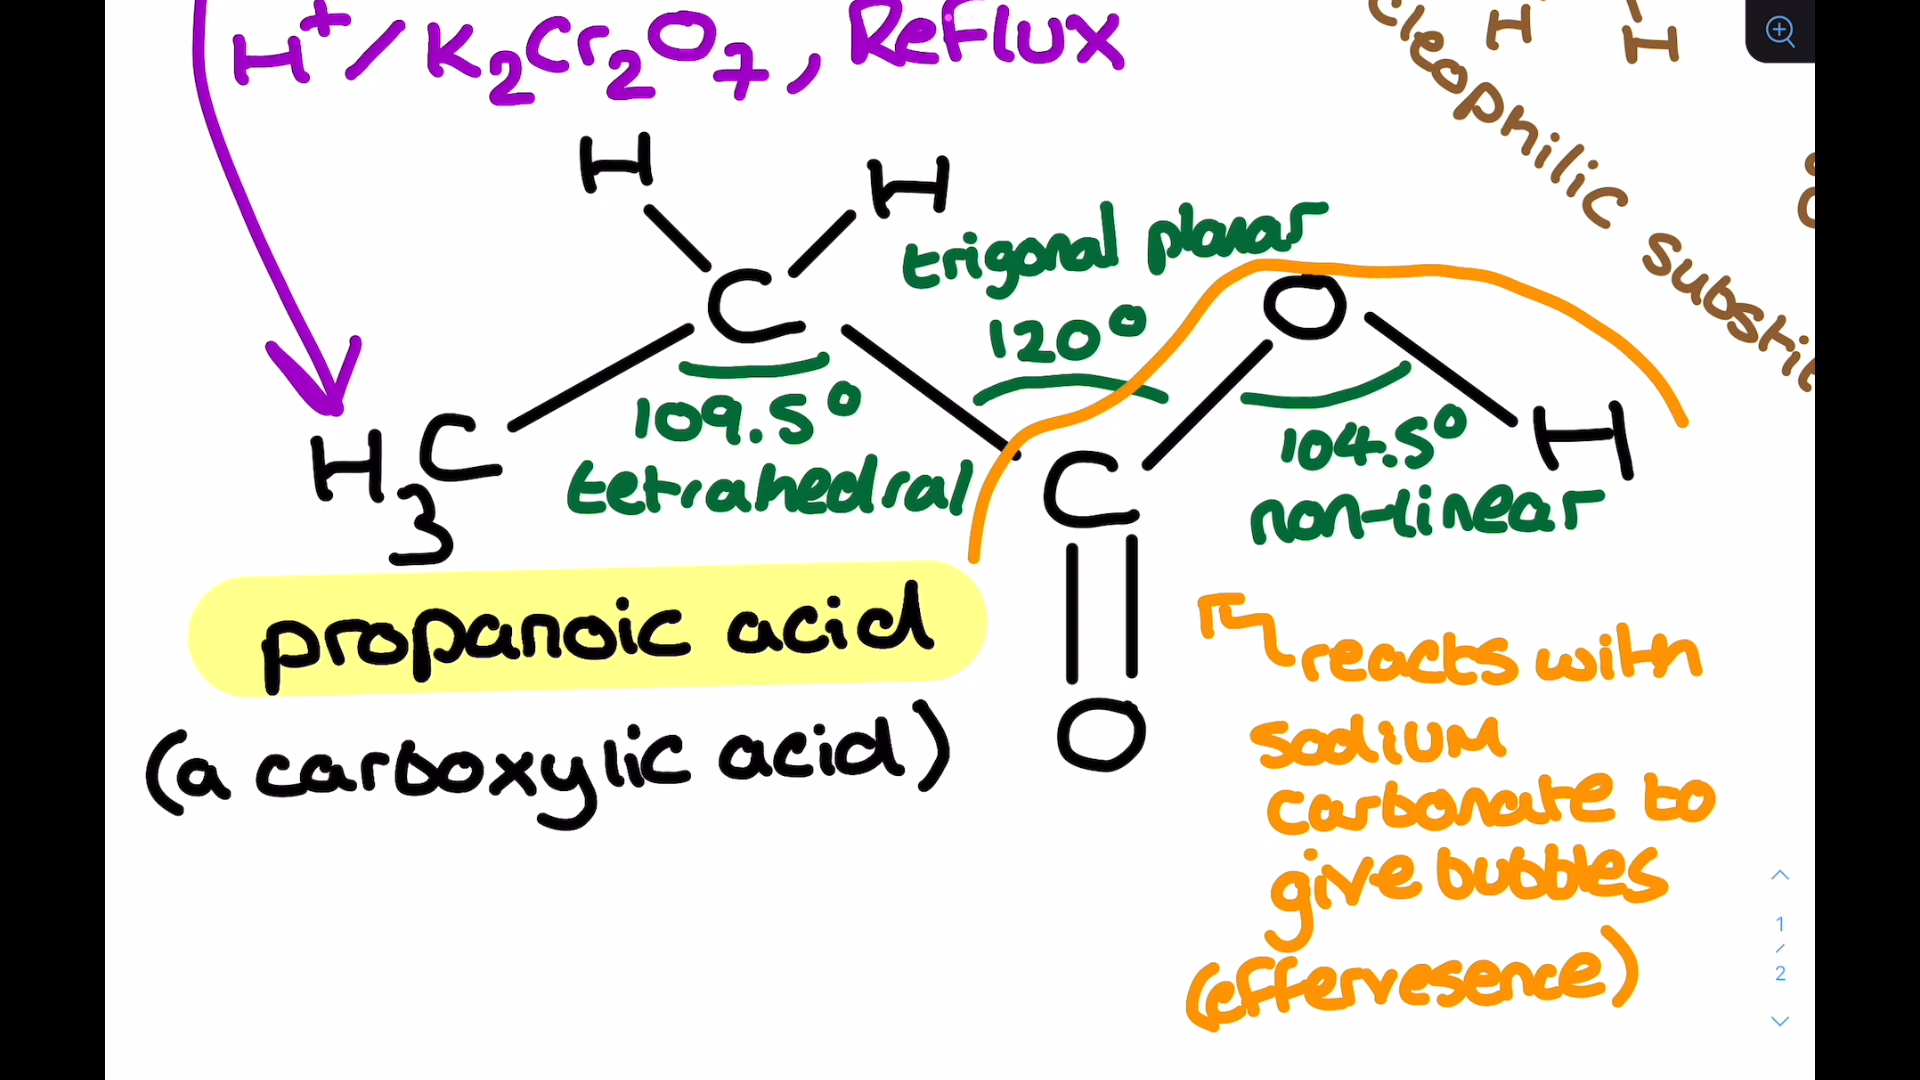 H⁺/K₂Cr₂O₇, Reflux
H
H
cleophilic substit
H
H
C
trigonal planar
O
120°
109.5°
104.5°
H₃C
H
tetrahedral
C
non-linear
propanoic acid
(a carboxylic acid)
O
reacts with
sodium
carbonate to
give bubbles
(effervesence)
1
/
2